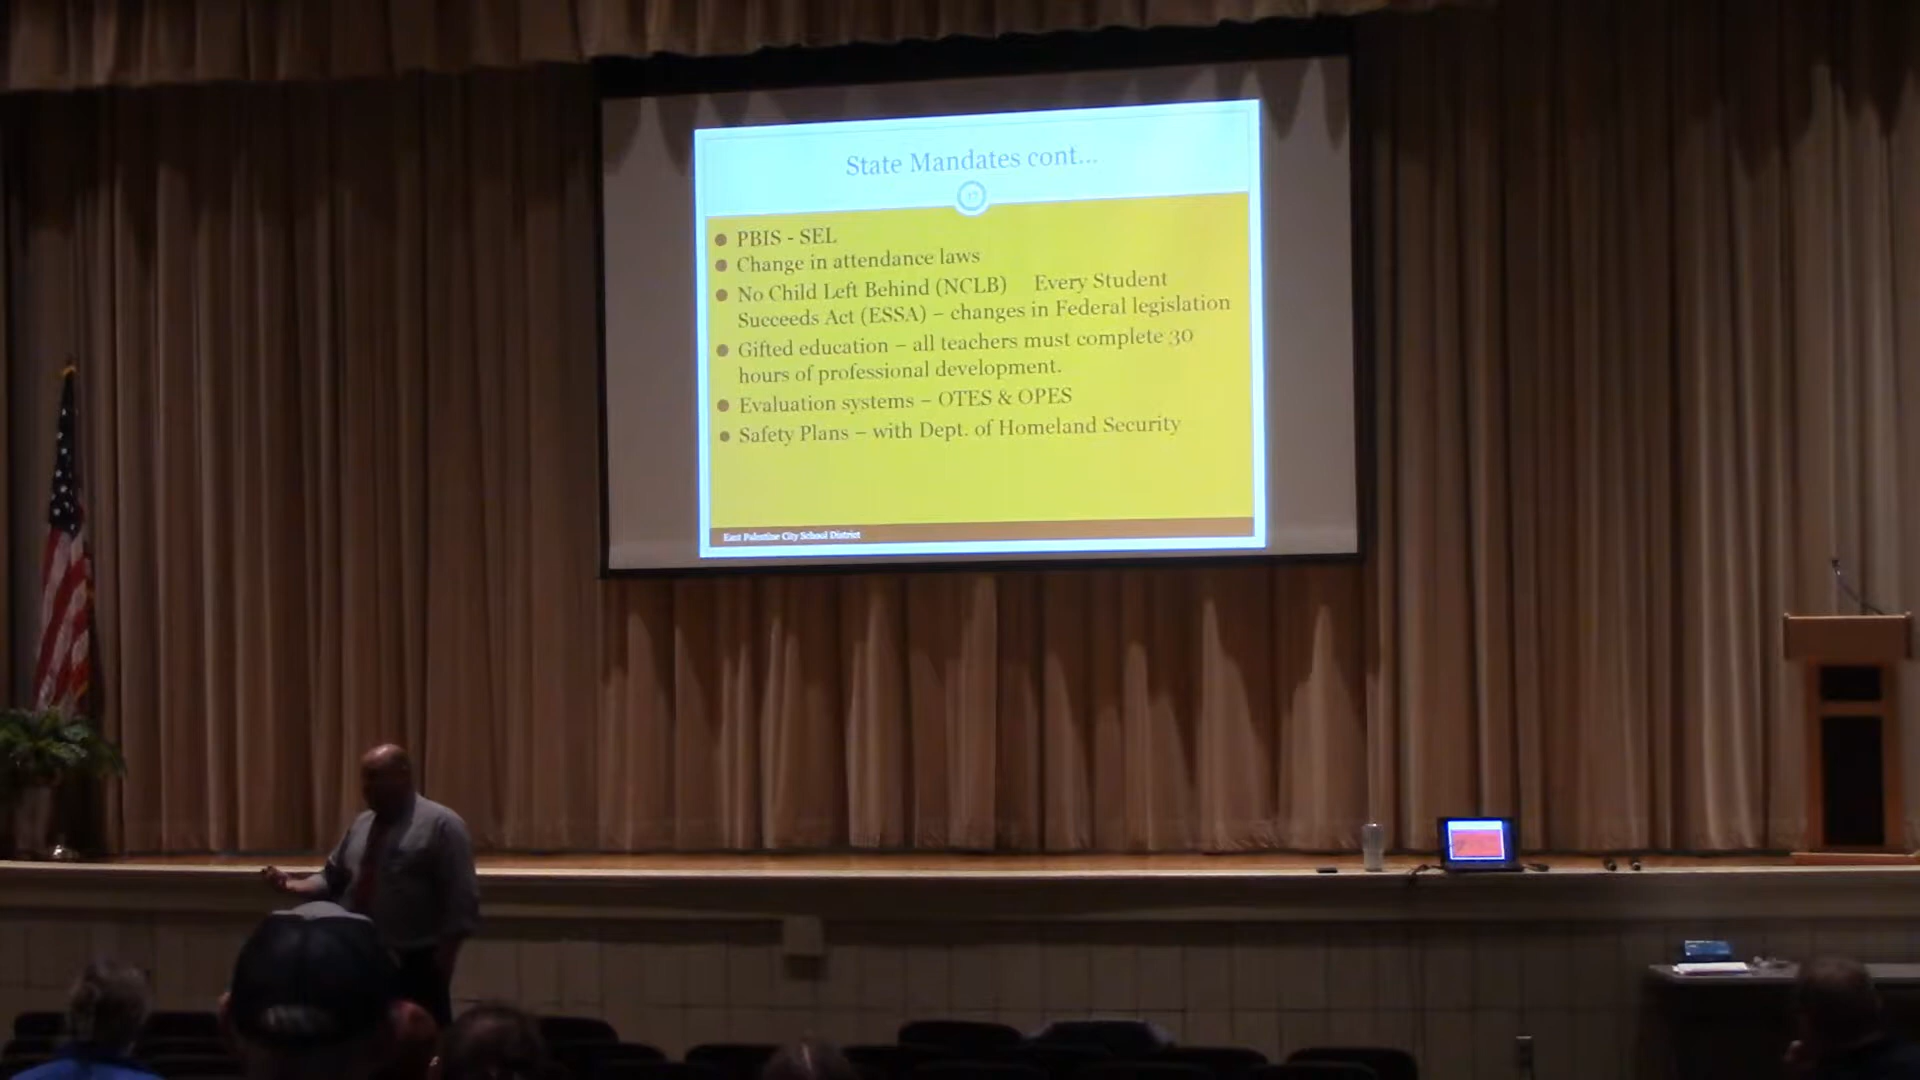 State Mandates cont...
17
PBIS - SEL
Change in attendance laws
No Child Left Behind (NCLB) Every Student
Succeeds Act (ESSA) – changes in Federal legislation
Gifted education – all teachers must complete 30
hours of professional development.
Evaluation systems – OTES & OPES
Safety Plans – with Dept. of Homeland Security
East Palestine City School District